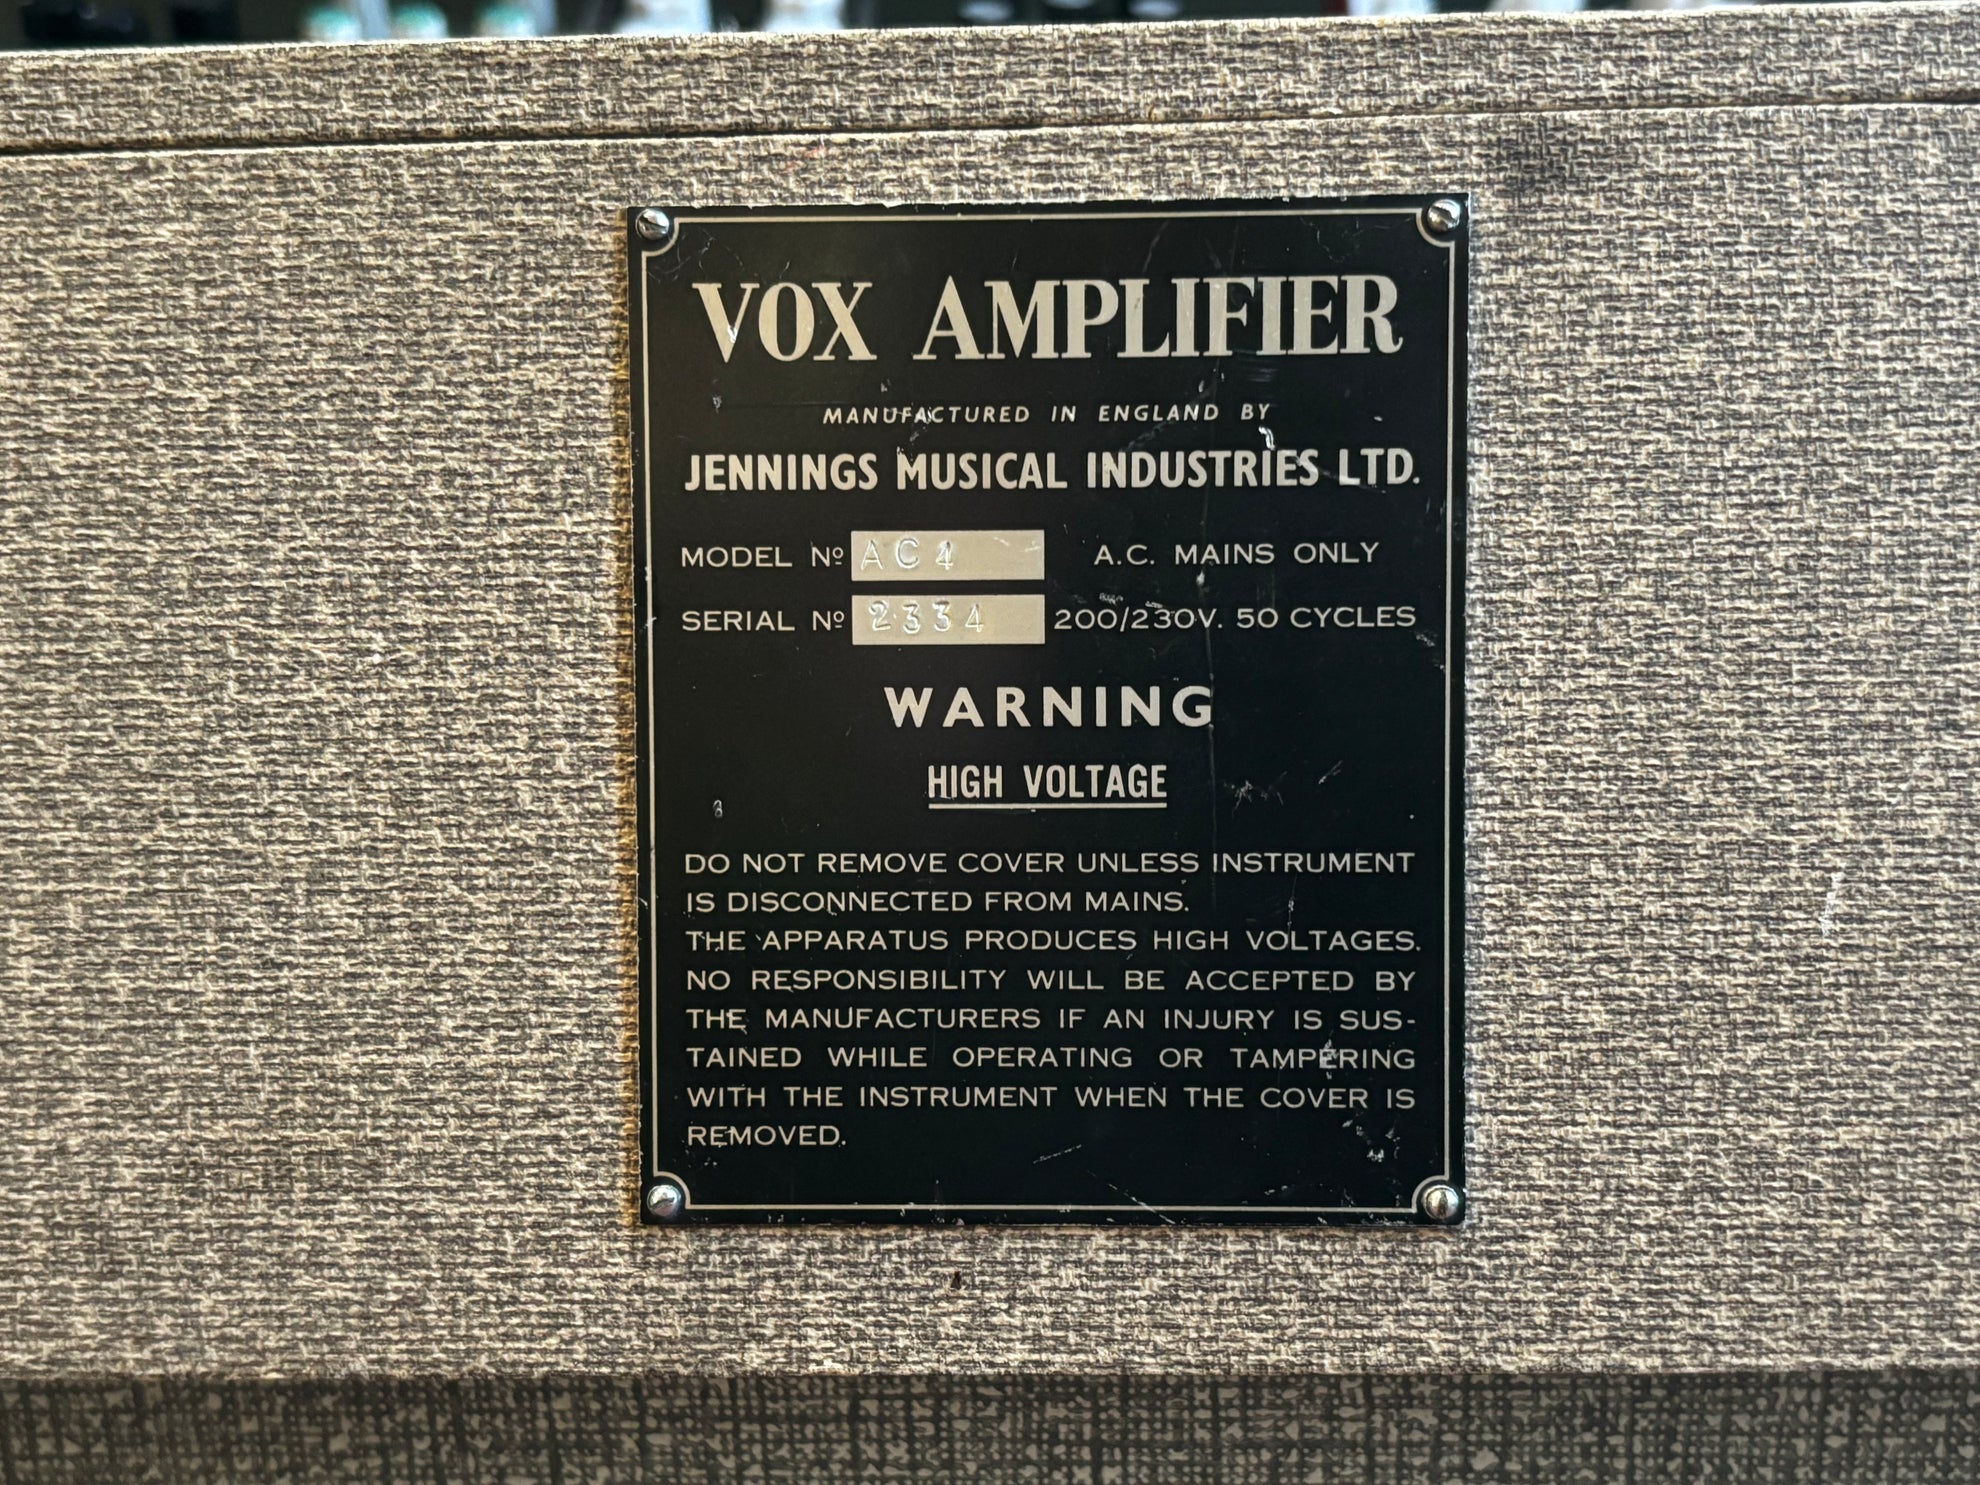 VOX AMPLIFIER
MANUFACTURED IN ENGLAND BY
JENNINGS MUSICAL INDUSTRIES LTD.
MODEL Nº AC4 A.C. MAINS ONLY
SERIAL Nº 2334 200/230V. 50 CYCLES
WARNING
HIGH VOLTAGE
DO NOT REMOVE COVER UNLESS INSTRUMENT
IS DISCONNECTED FROM MAINS.
THE APPARATUS PRODUCES HIGH VOLTAGES.
NO RESPONSIBILITY WILL BE ACCEPTED BY
THE MANUFACTURERS IF AN INJURY IS SUS-
TAINED WHILE OPERATING OR TAMPERING
WITH THE INSTRUMENT WHEN THE COVER IS
REMOVED.